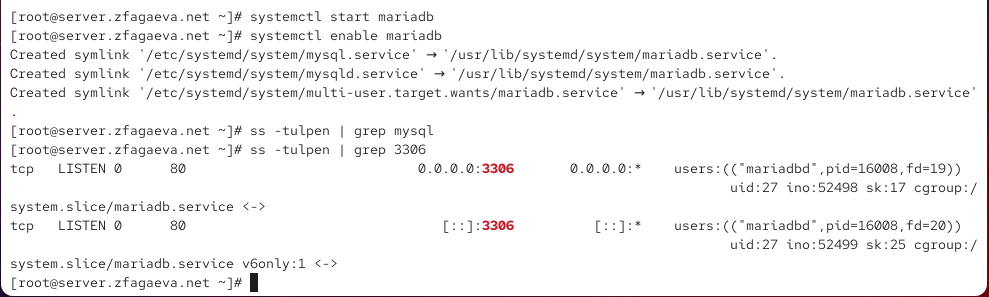 [root@server.zfagaeva.net ~]# systemctl start mariadb
[root@server.zfagaeva.net ~]# systemctl enable mariadb
Created symlink '/etc/systemd/system/mysql.service' → '/usr/lib/systemd/system/mariadb.service'.
Created symlink '/etc/systemd/system/mysqld.service' → '/usr/lib/systemd/system/mariadb.service'.
Created symlink '/etc/systemd/system/multi-user.target.wants/mariadb.service' → '/usr/lib/systemd/system/mariadb.service'
.
[root@server.zfagaeva.net ~]# ss -tulpen | grep mysql
[root@server.zfagaeva.net ~]# ss -tulpen | grep 3306
tcp   LISTEN 0      80                             0.0.0.0:3306       0.0.0.0:*    users:(("mariadbd",pid=16008,fd=19))
uid:27 ino:52498 sk:17 cgroup:/
system.slice/mariadb.service <->
tcp   LISTEN 0      80                                [::]:3306          [::]:*    users:(("mariadbd",pid=16008,fd=20))
uid:27 ino:52499 sk:25 cgroup:/
system.slice/mariadb.service v6only:1 <->
[root@server.zfagaeva.net ~]#